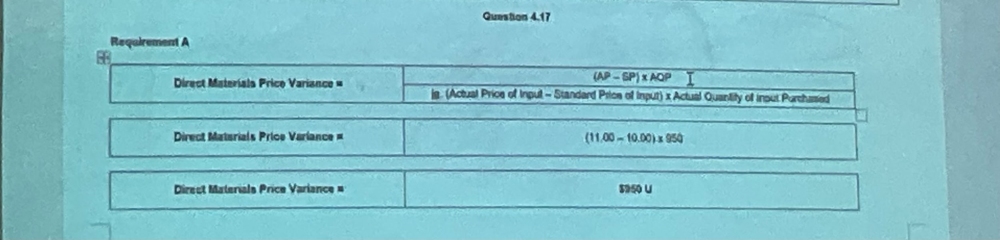 Question 4.17
Requirement A
Direct Materials Price Variance =
(AP – SP) x AQP
ie. (Actual Price of Input – Standard Price of Input) x Actual Quantity of Input Purchased
Direct Materials Price Variance =
(11.00 – 10.00) x 950
Direct Materials Price Variance =
$950 U